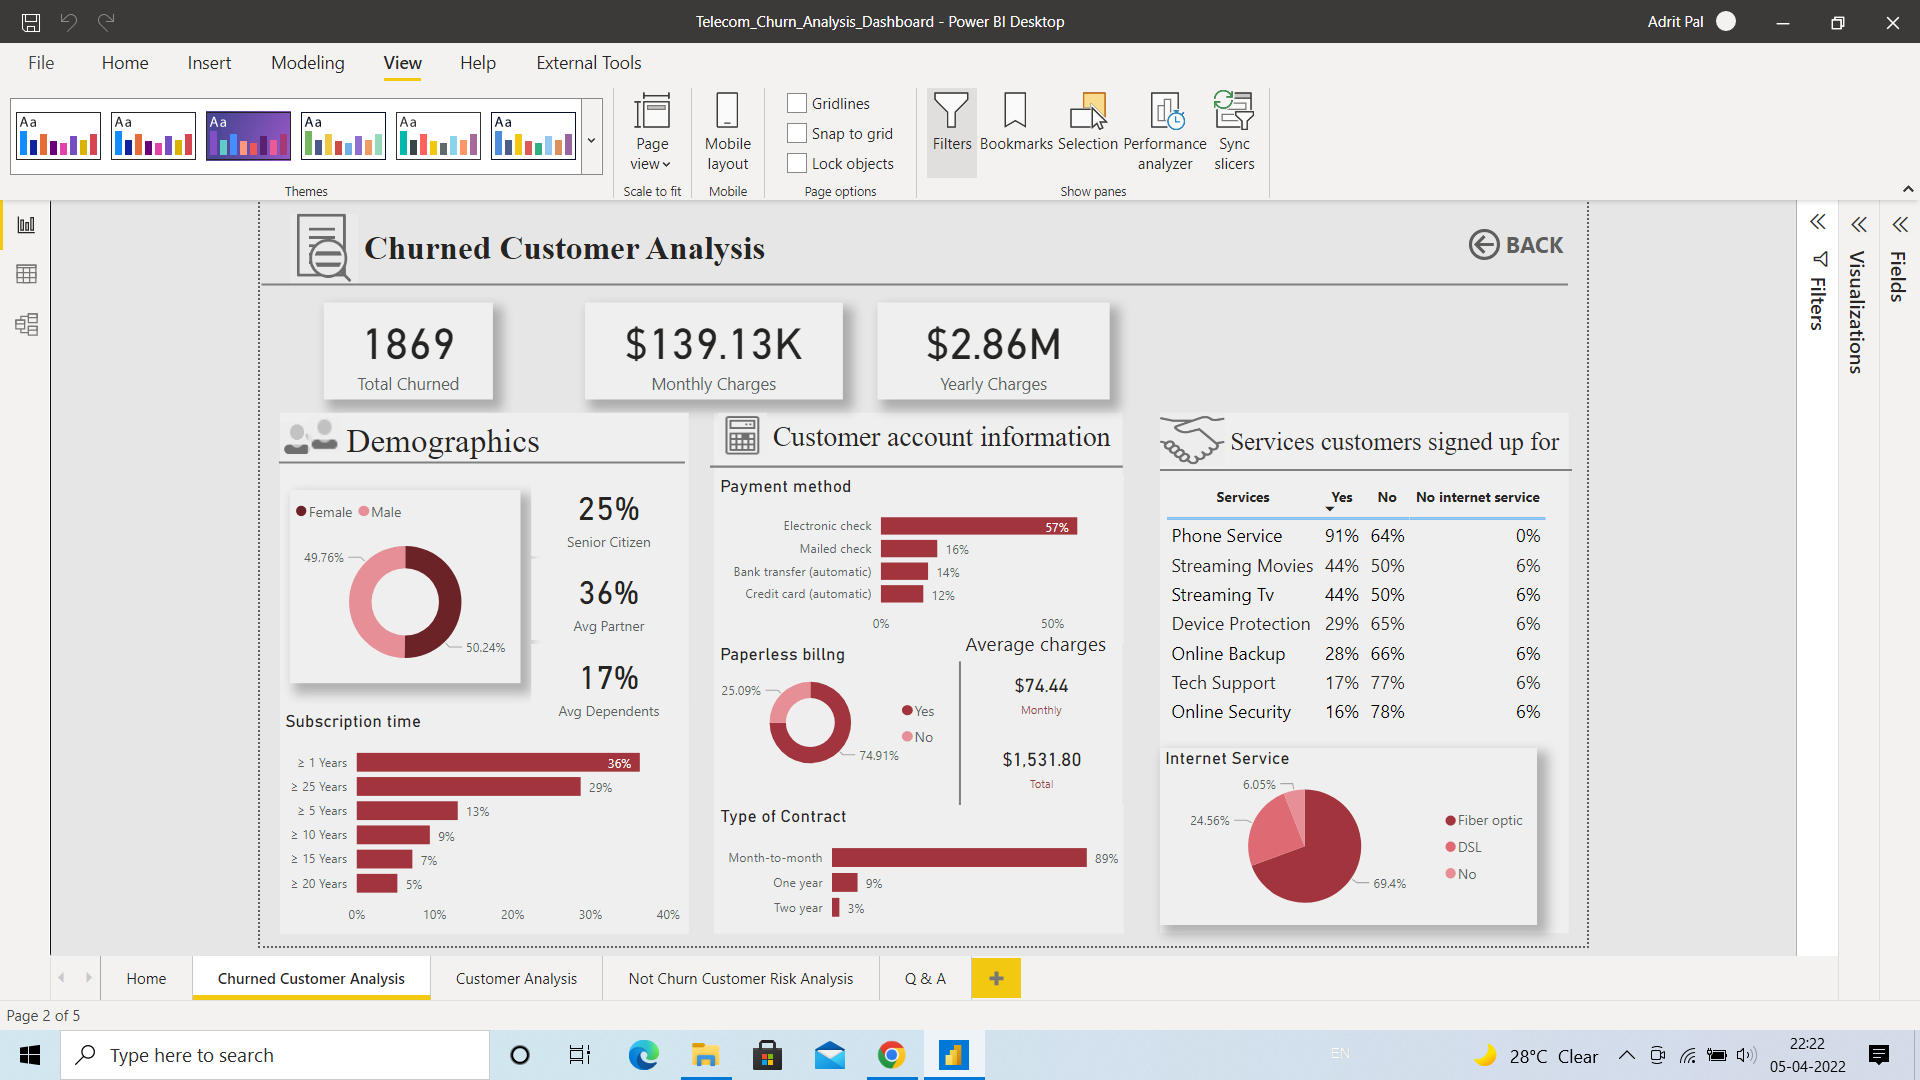 Telecom_Churn_Analysis_Dashboard - Power BI Desktop
Adrit Pal
File Home Insert Modeling View Help External Tools
Aa Aa Aa Aa Aa Aa
Themes
Page view
Scale to fit
Mobile layout
Mobile
Gridlines
Snap to grid
Lock objects
Page options
Filters
Bookmarks
Selection
Performance analyzer
Sync slicers
Show panes
Churned Customer Analysis
BACK
1869
Total Churned
$139.13K
Monthly Charges
$2.86M
Yearly Charges
Demographics
Female Male
49.76%
50.24%
25%
Senior Citizen
36%
Avg Partner
17%
Avg Dependents
Subscription time
≥ 1 Years 36%
≥ 25 Years 29%
≥ 5 Years 13%
≥ 10 Years 9%
≥ 15 Years 7%
≥ 20 Years 5%
0% 10% 20% 30% 40%
Customer account information
Payment method
Electronic check 57%
Mailed check 16%
Bank transfer (automatic) 14%
Credit card (automatic) 12%
0% 50%
Paperless billng
25.09%
74.91%
Yes
No
Average charges
$74.44
Monthly
$1,531.80
Total
Type of Contract
Month-to-month 89%
One year 9%
Two year 3%
Services customers signed up for
Services Yes No No internet service
Phone Service 91% 64% 0%
Streaming Movies 44% 50% 6%
Streaming Tv 44% 50% 6%
Device Protection 29% 65% 6%
Online Backup 28% 66% 6%
Tech Support 17% 77% 6%
Online Security 16% 78% 6%
Internet Service
6.05%
24.56%
69.4%
Fiber optic
DSL
No
Filters
Visualizations
Fields
Home Churned Customer Analysis Customer Analysis Not Churn Customer Risk Analysis Q & A
Page 2 of 5
Type here to search
EN
28°C Clear
22:22
05-04-2022